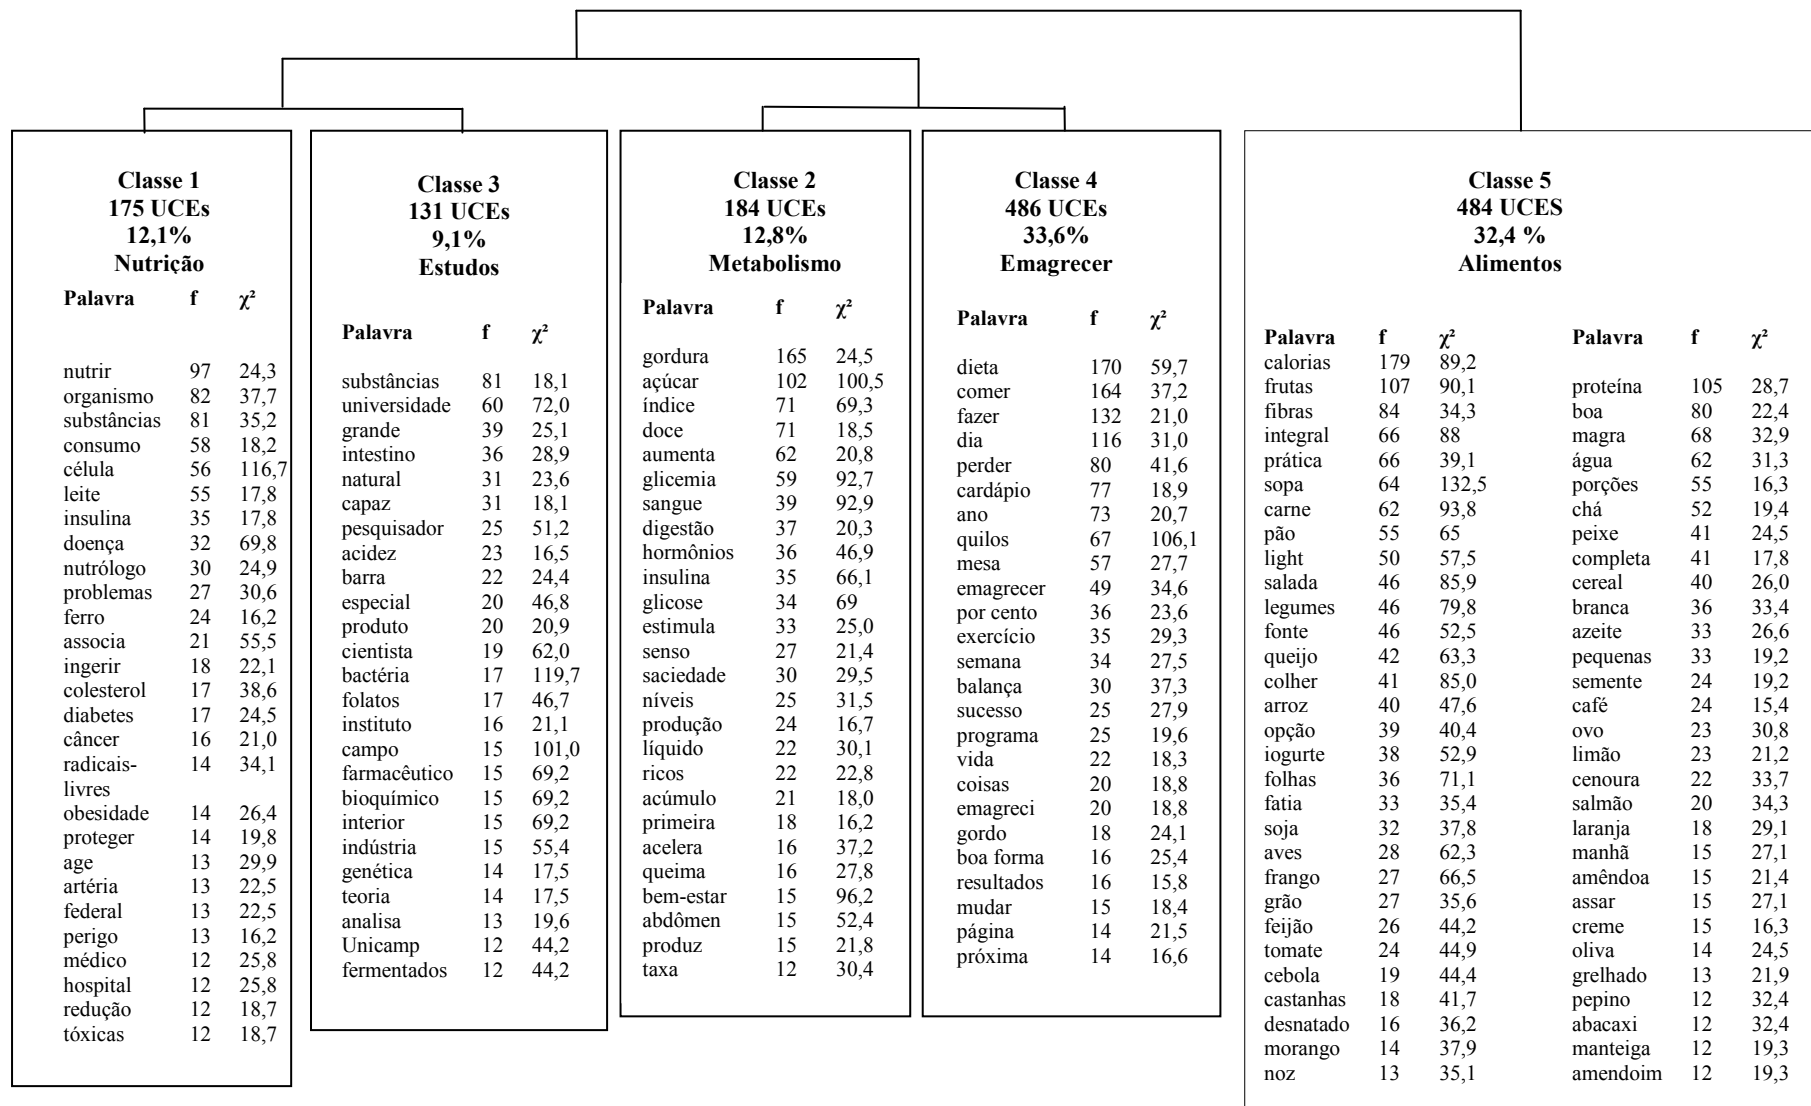 Classe 1
175 UCEs
12,1%
Nutrição
Palavra f χ²
nutrir 97 24,3
organismo 82 37,7
substâncias 81 35,2
consumo 58 18,2
célula 56 116,7
leite 55 17,8
insulina 35 17,8
doença 32 69,8
nutrólogo 30 24,9
problemas 27 30,6
ferro 24 16,2
associa 21 55,5
ingerir 18 22,1
colesterol 17 38,6
diabetes 17 24,5
câncer 16 21,0
radicais- 14 34,1
livres
obesidade 14 26,4
proteger 14 19,8
age 13 29,9
artéria 13 22,5
federal 13 22,5
perigo 13 16,2
médico 12 25,8
hospital 12 25,8
redução 12 18,7
tóxicas 12 18,7
Classe 3
131 UCEs
9,1%
Estudos
Palavra f χ²
substâncias 81 18,1
universidade 60 72,0
grande 39 25,1
intestino 36 28,9
natural 31 23,6
capaz 31 18,1
pesquisador 25 51,2
acidez 23 16,5
barra 22 24,4
especial 20 46,8
produto 20 20,9
cientista 19 62,0
bactéria 17 119,7
folatos 17 46,7
instituto 16 21,1
campo 15 101,0
farmacêutico 15 69,2
bioquímico 15 69,2
interior 15 69,2
indústria 15 55,4
genética 14 17,5
teoria 14 17,5
analisa 13 19,6
Unicamp 12 44,2
fermentados 12 44,2
Classe 2
184 UCEs
12,8%
Metabolismo
Palavra f χ²
gordura 165 24,5
açúcar 102 100,5
índice 71 69,3
doce 71 18,5
aumenta 62 20,8
glicemia 59 92,7
sangue 39 92,9
digestão 37 20,3
hormônios 36 46,9
insulina 35 66,1
glicose 34 69
estimula 33 25,0
senso 27 21,4
saciedade 30 29,5
níveis 25 31,5
produção 24 16,7
líquido 22 30,1
ricos 22 22,8
acúmulo 21 18,0
primeira 18 16,2
acelera 16 37,2
queima 16 27,8
bem-estar 15 96,2
abdômen 15 52,4
produz 15 21,8
taxa 12 30,4
Classe 4
486 UCEs
33,6%
Emagrecer
Palavra f χ²
dieta 170 59,7
comer 164 37,2
fazer 132 21,0
dia 116 31,0
perder 80 41,6
cardápio 77 18,9
ano 73 20,7
quilos 67 106,1
mesa 57 27,7
emagrecer 49 34,6
por cento 36 23,6
exercício 35 29,3
semana 34 27,5
balança 30 37,3
sucesso 25 27,9
programa 25 19,6
vida 22 18,3
coisas 20 18,8
emagreci 20 18,8
gordo 18 24,1
boa forma 16 25,4
resultados 16 15,8
mudar 15 18,4
página 14 21,5
próxima 14 16,6
Classe 5
484 UCES
32,4 %
Alimentos
Palavra f χ²
calorias 179 89,2
frutas 107 90,1
fibras 84 34,3
integral 66 88
prática 66 39,1
sopa 64 132,5
carne 62 93,8
pão 55 65
light 50 57,5
salada 46 85,9
legumes 46 79,8
fonte 46 52,5
queijo 42 63,3
colher 41 85,0
arroz 40 47,6
opção 39 40,4
iogurte 38 52,9
folhas 36 71,1
fatia 33 35,4
soja 32 37,8
aves 28 62,3
frango 27 66,5
grão 27 35,6
feijão 26 44,2
tomate 24 44,9
cebola 19 44,4
castanhas 18 41,7
desnatado 16 36,2
morango 14 37,9
noz 13 35,1
Palavra f χ²
proteína 105 28,7
boa 80 22,4
magra 68 32,9
água 62 31,3
porções 55 16,3
chá 52 19,4
peixe 41 24,5
completa 41 17,8
cereal 40 26,0
branca 36 33,4
azeite 33 26,6
pequenas 33 19,2
semente 24 19,2
café 24 15,4
ovo 23 30,8
limão 23 21,2
cenoura 22 33,7
salmão 20 34,3
laranja 18 29,1
manhã 15 27,1
amêndoa 15 21,4
assar 15 27,1
creme 15 16,3
oliva 14 24,5
grelhado 13 21,9
pepino 12 32,4
abacaxi 12 32,4
manteiga 12 19,3
amendoim 12 19,3